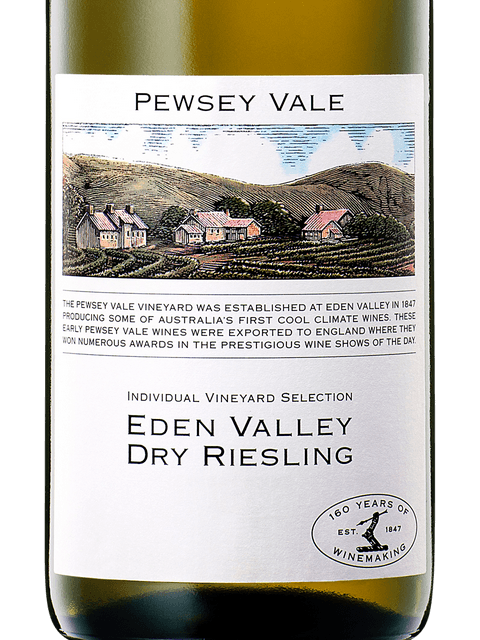 PEWSEY VALE
THE PEWSEY VALE VINEYARD WAS ESTABLISHED AT EDEN VALLEY IN 1847
PRODUCING SOME OF AUSTRALIA'S FIRST COOL CLIMATE WINES. THESE
EARLY PEWSEY VALE WINES WERE EXPORTED TO ENGLAND WHERE THEY
WON NUMEROUS AWARDS IN THE PRESTIGIOUS WINE SHOWS OF THE DAY.
INDIVIDUAL VINEYARD SELECTION
EDEN VALLEY
DRY RIESLING
160 YEARS OF
EST. 1847
WINEMAKING